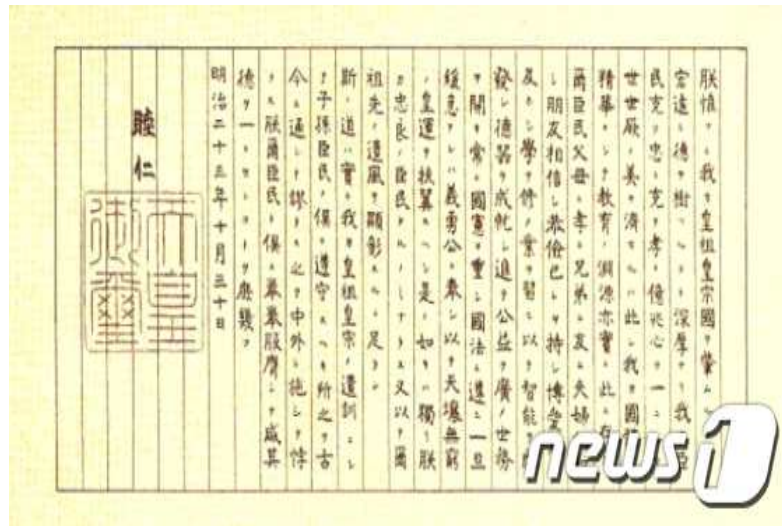 朕惟フニ我カ皇祖皇宗國ヲ肇ムル
宏遠ニ德ヲ樹ツルコト深厚ナリ我カ臣
民克ク忠ニ克ク孝ニ億兆心ヲ一ニ
世世厥ノ美ヲ濟セルハ此レ我カ國體
精華ニシテ教育ノ淵源亦實ニ此ニ存
爾臣民父母ニ孝ニ兄弟ニ友ニ夫婦
シ朋友相信シ恭儉己レヲ持シ博愛
及ホシ學ヲ修メ業ヲ習ヒ以テ智能ヲ
發シ德器ヲ成就シ進テ公益ヲ廣メ世務
ヲ開キ常ニ國憲ヲ重シ國法ニ遵ヒ一旦
緩急アレハ義勇公ニ奉シ以テ天壤無窮
ノ皇運ヲ扶翼スヘシ是ノ如キハ獨リ朕
カ忠良ノ臣民タルノミナラス又以テ爾
祖先ノ遺風ヲ顯彰スルニ足ラン
斯ノ道ハ實ニ我カ皇祖皇宗ノ遺訓ニシ
テ子孫臣民ノ俱ニ遵守スヘキ所之ヲ古
今ニ通シテ謬ラス之ヲ中外ニ施シテ悖
ラス朕爾臣民ト俱ニ拳拳服膺シテ咸其
德ヲ一ニセンコトヲ庶幾フ
明治二十三年十月三十日
睦仁
天皇
御璽
news1